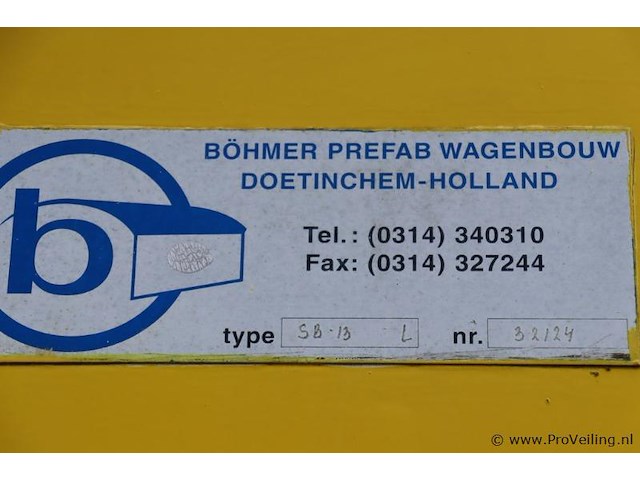 BÖHMER PREFAB WAGENBOUW
DOETINCHEM-HOLLAND
b
Tel.: (0314) 340310
Fax: (0314) 327244
type SB-13 L nr. 32124
© www.ProVeiling.nl